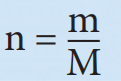 n = m/M